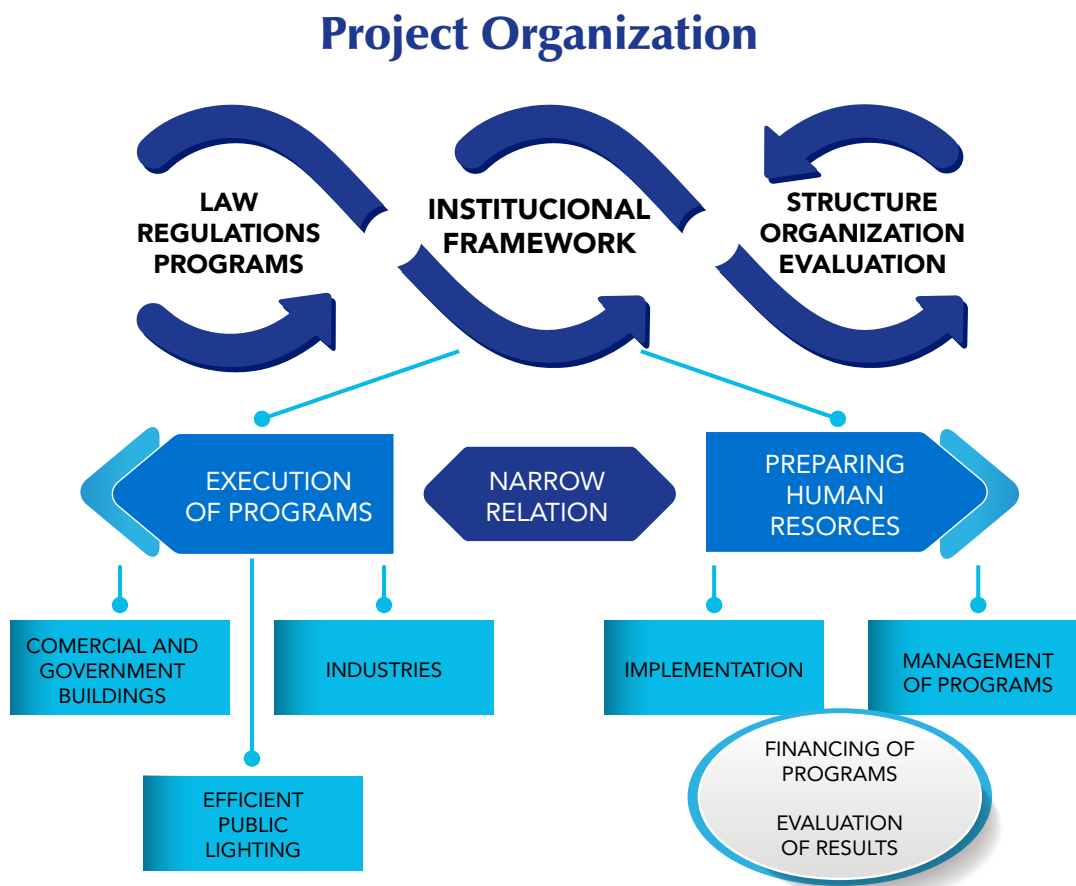 Project Organization
LAW
REGULATIONS
PROGRAMS
INSTITUCIONAL
FRAMEWORK
STRUCTURE
ORGANIZATION
EVALUATION
EXECUTION
OF PROGRAMS
NARROW
RELATION
PREPARING
HUMAN
RESORCES
COMERCIAL AND
GOVERNMENT
BUILDINGS
INDUSTRIES
IMPLEMENTATION
MANAGEMENT
OF PROGRAMS
EFFICIENT
PUBLIC
LIGHTING
FINANCING OF
PROGRAMS
EVALUATION
OF RESULTS